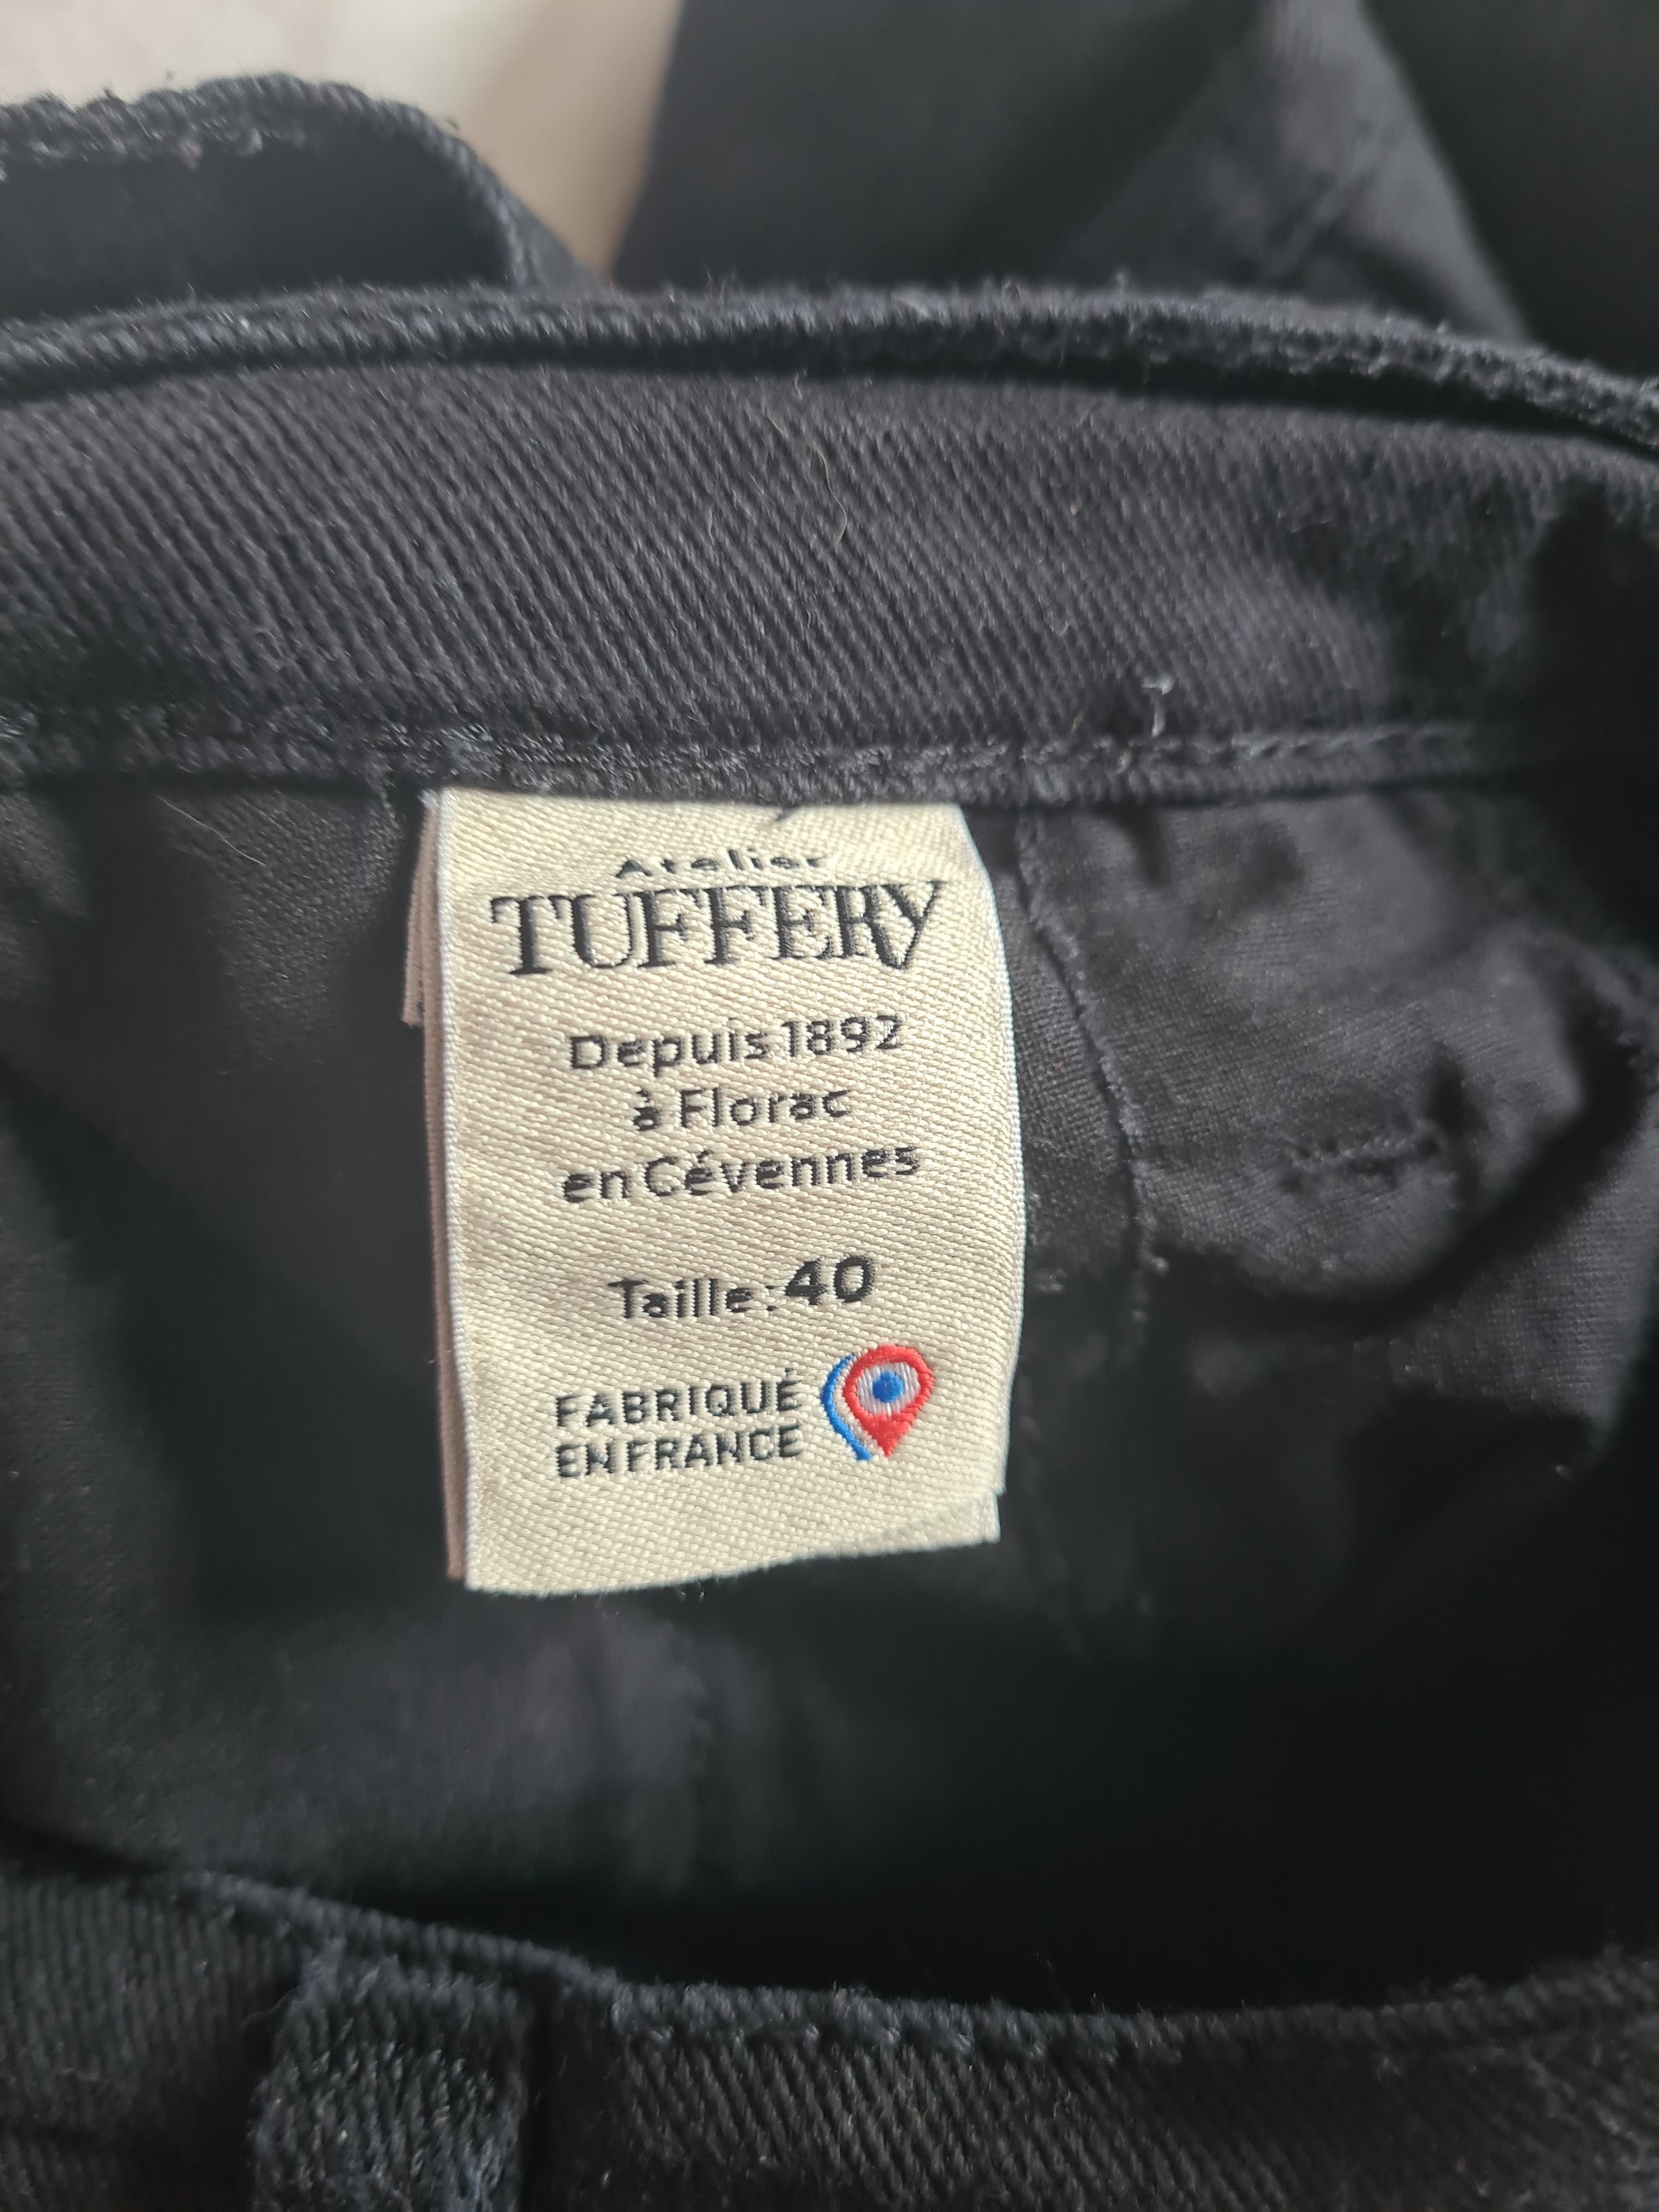 Atelier
TUFFERY
Depuis 1892
à Florac
en Cévennes
Taille: 40
FABRIQUÉ
EN FRANCE